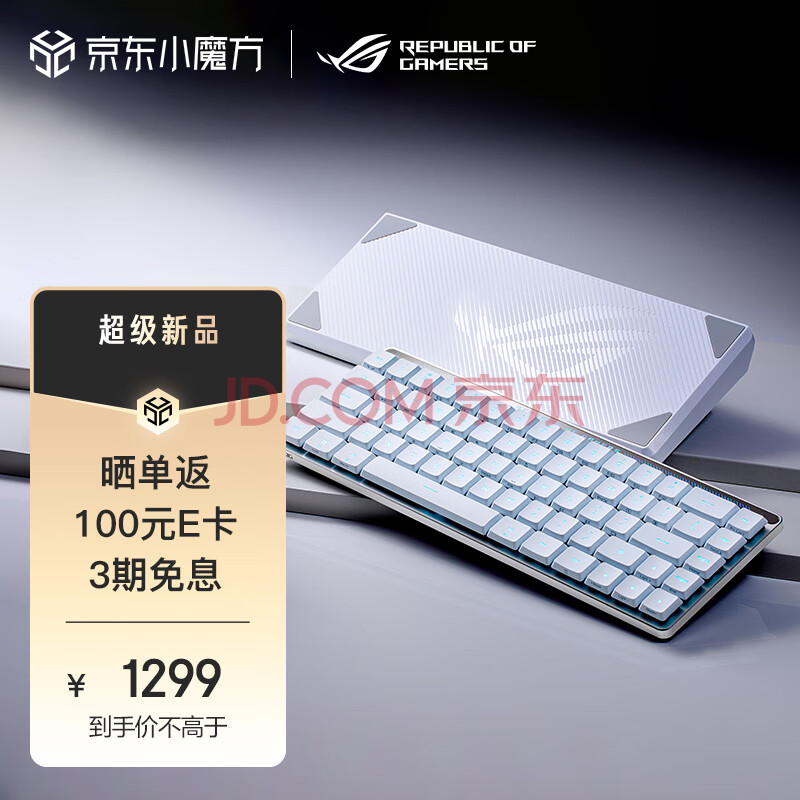 京东小魔方
REPUBLIC OF
GAMERS
超级新品
JD.COM 京东
晒单返
100元E卡
3期免息
¥ 1299
到手价不高于